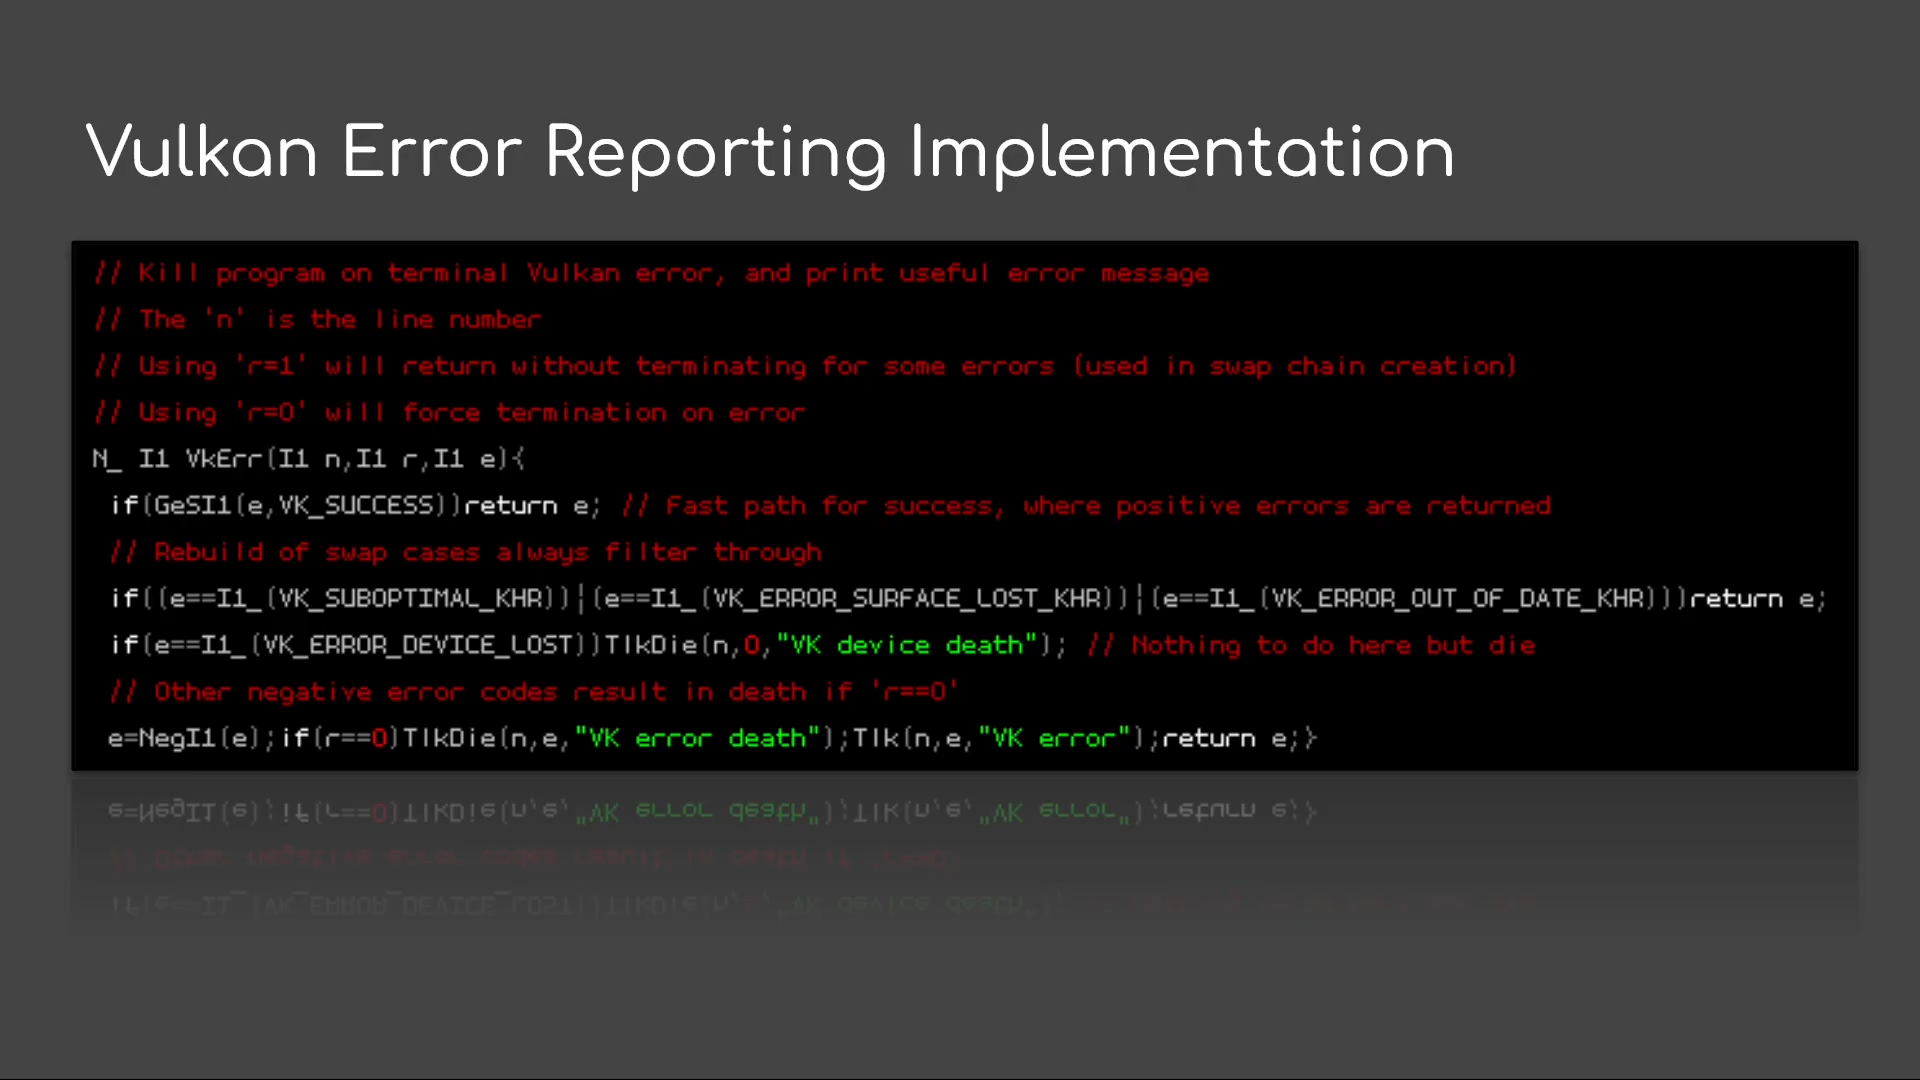 Vulkan Error Reporting Implementation
// Kill program on terminal Vulkan error, and print useful error message
// The 'n' is the line number
// Using 'r=1' will return without terminating for some errors (used in swap chain creation)
// Using 'r=0' will force termination on error
N_ I1 VkErr(I1 n,I1 r,I1 e){
if(GeSI1(e,VK_SUCCESS))return e; // Fast path for success, where positive errors are returned
// Rebuild of swap cases always filter through
if((e==I1_(VK_SUBOPTIMAL_KHR))|(e==I1_(VK_ERROR_SURFACE_LOST_KHR))|(e==I1_(VK_ERROR_OUT_OF_DATE_KHR)))return e;
if(e==I1_(VK_ERROR_DEVICE_LOST))TlkDie(n,0,"VK device death"); // Nothing to do here but die
// Other negative error codes result in death if 'r==0'
e=NegI1(e);if(r==0)TlkDie(n,e,"VK error death");Tlk(n,e,"VK error");return e;}